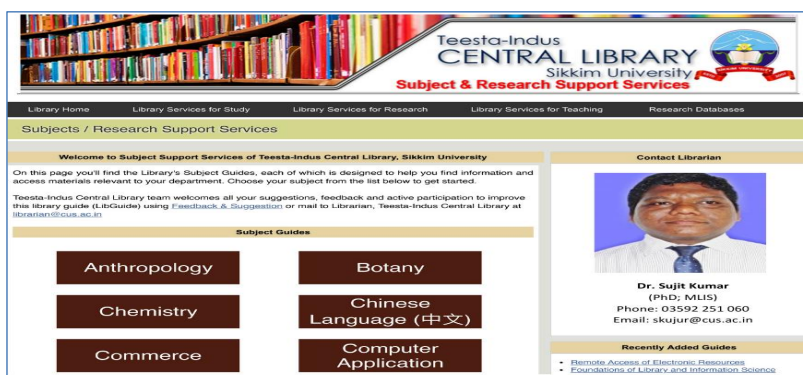 Teesta-Indus
CENTRAL LIBRARY
Sikkim University
Subject & Research Support Services
Library Home Library Services for Study Library Services for Research Library Services for Teaching Research Databases
Subjects / Research Support Services
Welcome to Subject Support Services of Teesta-Indus Central Library, Sikkim University
On this page you'll find the Library's Subject Guides, each of which is designed to help you find information and
access materials relevant to your department. Choose your subject from the list below to get started.
Teesta-Indus Central Library team welcomes all your suggestions, feedback and active participation to improve
this library guide (LibGuide) using Feedback & Suggestion or mail to Librarian, Teesta-Indus Central Library at
librarian@cus.ac.in
Subject Guides
Anthropology
Botany
Chemistry
Chinese
Language (中文)
Commerce
Computer
Application
Contact Librarian
Dr. Sujit Kumar
(PhD; MLIS)
Phone: 03592 251 060
Email: skujur@cus.ac.in
Recently Added Guides
Remote Access of Electronic Resources
Foundations of Library and Information Science